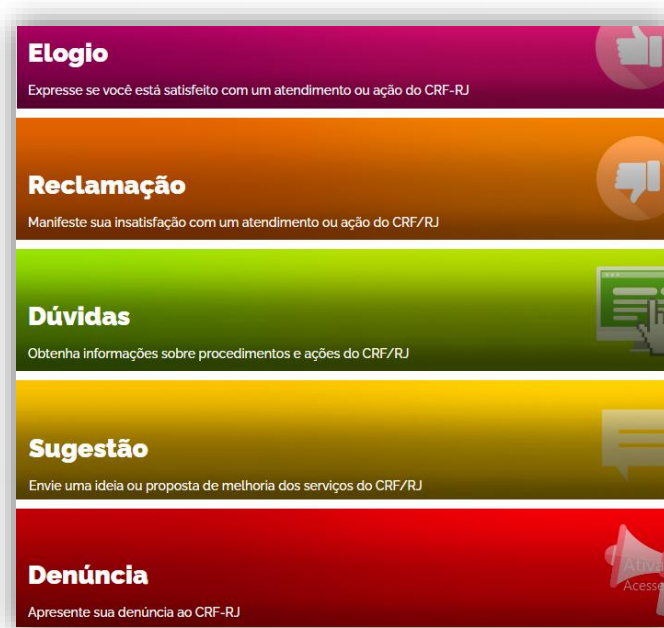 Elogio
Expresse se você está satisfeito com um atendimento ou ação do CRF-RJ
Reclamação
Manifeste sua insatisfação com um atendimento ou ação do CRF/RJ
Dúvidas
Obtenha informações sobre procedimentos e ações do CRF/RJ
Sugestão
Envie uma ideia ou proposta de melhoria dos serviços do CRF/RJ
Denúncia
Apresente sua denúncia ao CRF-RJ
Ativa
Acesse